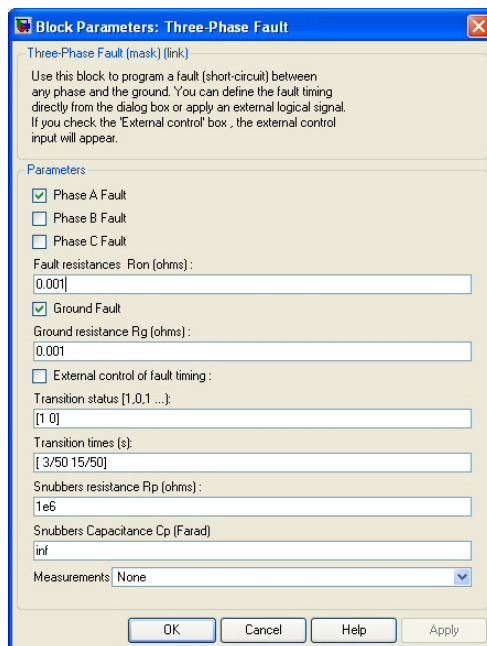 Block Parameters: Three-Phase Fault
Three-Phase Fault (mask) (link)
Use this block to program a fault (short-circuit) between
any phase and the ground. You can define the fault timing
directly from the dialog box or apply an external logical signal.
If you check the 'External control' box , the external control
input will appear.
Parameters
Phase A Fault
Phase B Fault
Phase C Fault
Fault resistances Ron (ohms) :
0.001
Ground Fault
Ground resistance Rg (ohms) :
0.001
External control of fault timing :
Transition status [1,0,1 ...):
[1 0]
Transition times (s):
[ 3/50 15/50]
Snubbers resistance Rp (ohms) :
1e6
Snubbers Capacitance Cp (Farad)
inf
Measurements None
OK Cancel Help Apply